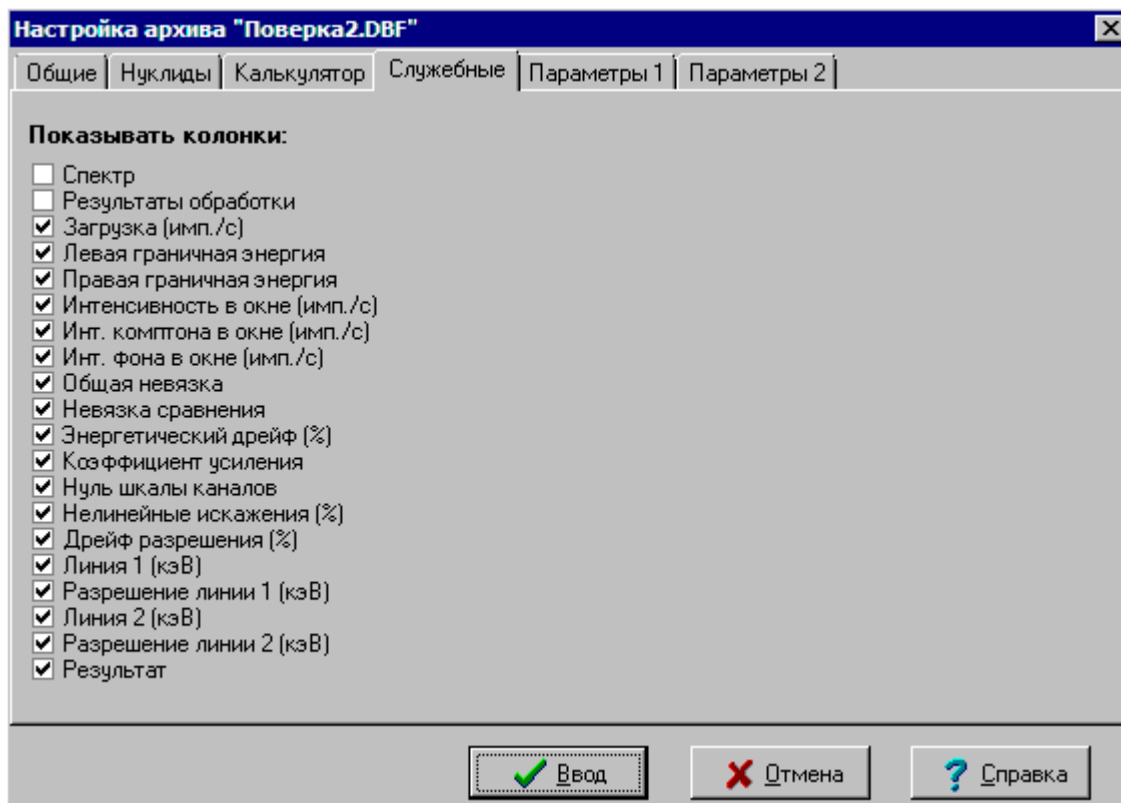 Настройка архива "Поверка2.DBF"
Общие Нуклиды Калькулятор Служебные Параметры 1 Параметры 2
Показывать колонки:
Спектр
Результаты обработки
Загрузка (имп./с)
Левая граничная энергия
Правая граничная энергия
Интенсивность в окне (имп./с)
Инт. комптона в окне (имп./с)
Инт. фона в окне (имп./с)
Общая невязка
Невязка сравнения
Энергетический дрейф (%)
Коэффициент усиления
Нуль шкалы каналов
Нелинейные искажения (%)
Дрейф разрешения (%)
Линия 1 (кэВ)
Разрешение линии 1 (кэВ)
Линия 2 (кэВ)
Разрешение линии 2 (кэВ)
Результат
Ввод Отмена Справка